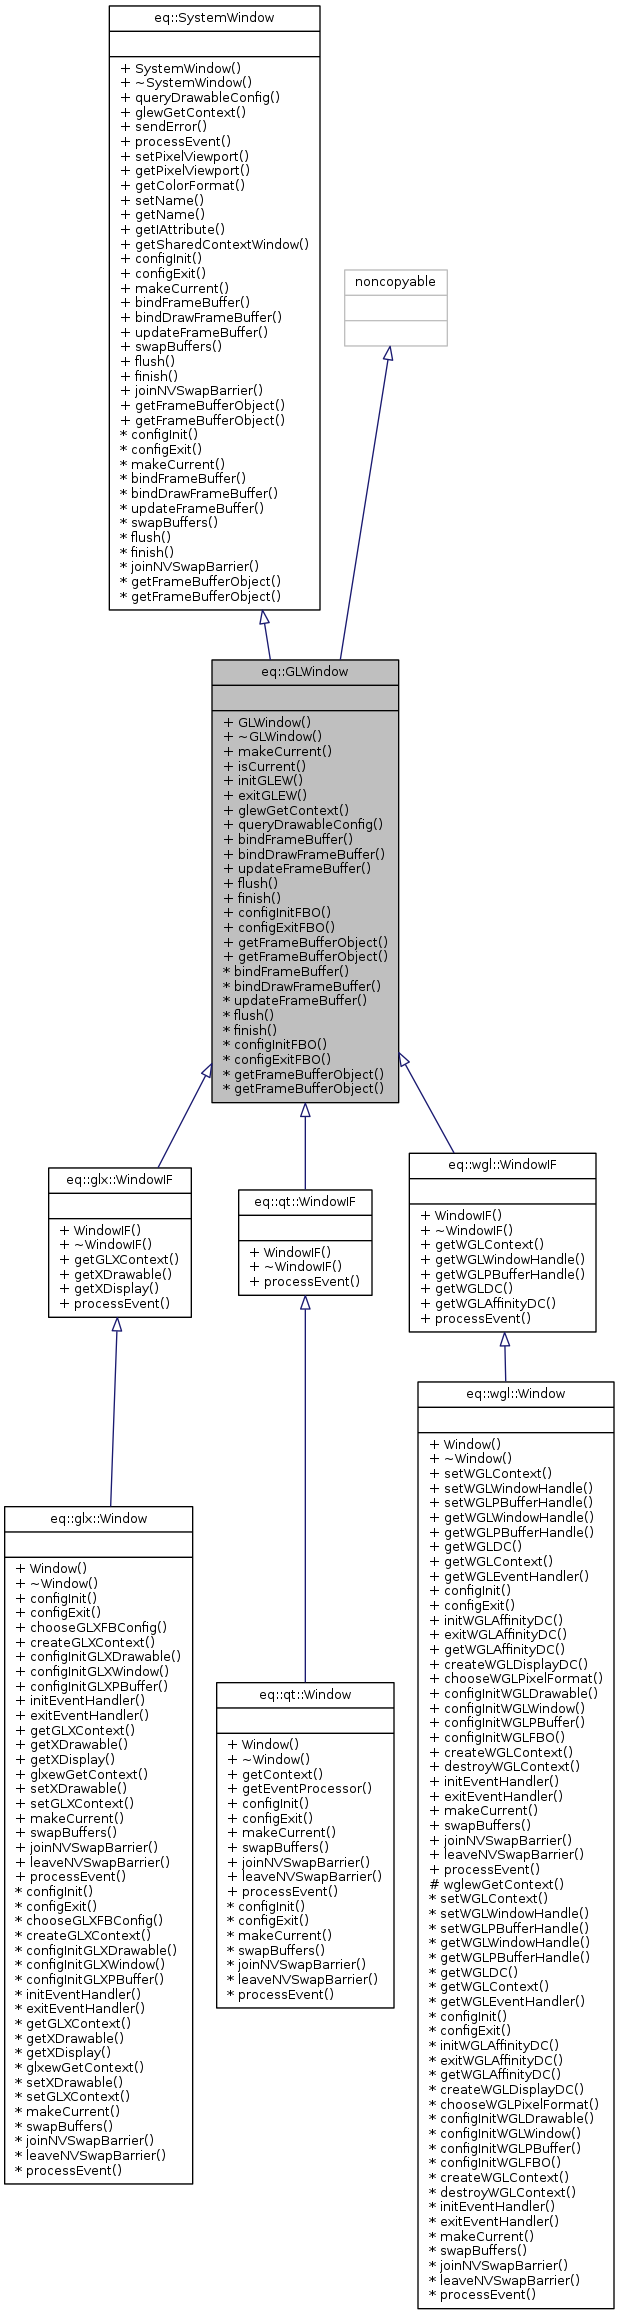 eq::SystemWindow
+ SystemWindow()
+ ~SystemWindow()
+ queryDrawableConfig()
+ glewGetContext()
+ sendError()
+ processEvent()
+ setPixelViewport()
+ getPixelViewport()
+ getColorFormat()
+ setName()
+ getName()
+ getIAttribute()
+ getSharedContextWindow()
+ configInit()
+ configExit()
+ makeCurrent()
+ bindFrameBuffer()
+ bindDrawFrameBuffer()
+ updateFrameBuffer()
+ swapBuffers()
+ flush()
+ finish()
+ joinNVSwapBarrier()
+ getFrameBufferObject()
+ getFrameBufferObject()
* configInit()
* configExit()
* makeCurrent()
* bindFrameBuffer()
* bindDrawFrameBuffer()
* updateFrameBuffer()
* swapBuffers()
* flush()
* finish()
* joinNVSwapBarrier()
* getFrameBufferObject()
* getFrameBufferObject()
noncopyable
eq::GLWindow
+ GLWindow()
+ ~GLWindow()
+ makeCurrent()
+ isCurrent()
+ initGLEW()
+ exitGLEW()
+ glewGetContext()
+ queryDrawableConfig()
+ bindFrameBuffer()
+ bindDrawFrameBuffer()
+ updateFrameBuffer()
+ flush()
+ finish()
+ configInitFBO()
+ configExitFBO()
+ getFrameBufferObject()
+ getFrameBufferObject()
* bindFrameBuffer()
* bindDrawFrameBuffer()
* updateFrameBuffer()
* flush()
* finish()
* configInitFBO()
* configExitFBO()
* getFrameBufferObject()
* getFrameBufferObject()
eq::glx::WindowIF
+ WindowIF()
+ ~WindowIF()
+ getGLXContext()
+ getXDrawable()
+ getXDisplay()
+ processEvent()
eq::qt::WindowIF
+ WindowIF()
+ ~WindowIF()
+ processEvent()
eq::wgl::WindowIF
+ WindowIF()
+ ~WindowIF()
+ getWGLContext()
+ getWGLWindowHandle()
+ getWGLPBufferHandle()
+ getWGLDC()
+ getWGLAffinityDC()
+ processEvent()
eq::glx::Window
+ Window()
+ ~Window()
+ configInit()
+ configExit()
+ chooseGLXFBConfig()
+ createGLXContext()
+ configInitGLXDrawable()
+ configInitGLXWindow()
+ configInitGLXPBuffer()
+ initEventHandler()
+ exitEventHandler()
+ getGLXContext()
+ getXDrawable()
+ getXDisplay()
+ glxewGetContext()
+ setXDrawable()
+ setGLXContext()
+ makeCurrent()
+ swapBuffers()
+ joinNVSwapBarrier()
+ leaveNVSwapBarrier()
+ processEvent()
* configInit()
* configExit()
* chooseGLXFBConfig()
* createGLXContext()
* configInitGLXDrawable()
* configInitGLXWindow()
* configInitGLXPBuffer()
* initEventHandler()
* exitEventHandler()
* getGLXContext()
* getXDrawable()
* getXDisplay()
* glxewGetContext()
* setXDrawable()
* setGLXContext()
* makeCurrent()
* swapBuffers()
* joinNVSwapBarrier()
* leaveNVSwapBarrier()
* processEvent()
eq::qt::Window
+ Window()
+ ~Window()
+ getContext()
+ getEventProcessor()
+ configInit()
+ configExit()
+ makeCurrent()
+ swapBuffers()
+ joinNVSwapBarrier()
+ leaveNVSwapBarrier()
+ processEvent()
* configInit()
* configExit()
* makeCurrent()
* swapBuffers()
* joinNVSwapBarrier()
* leaveNVSwapBarrier()
* processEvent()
eq::wgl::Window
+ Window()
+ ~Window()
+ setWGLContext()
+ setWGLWindowHandle()
+ setWGLPBufferHandle()
+ getWGLWindowHandle()
+ getWGLPBufferHandle()
+ getWGLDC()
+ getWGLContext()
+ getWGLEventHandler()
+ configInit()
+ configExit()
+ initWGLAffinityDC()
+ exitWGLAffinityDC()
+ getWGLAffinityDC()
+ createWGLDisplayDC()
+ chooseWGLPixelFormat()
+ configInitWGLDrawable()
+ configInitWGLWindow()
+ configInitWGLPBuffer()
+ configInitWGLFBO()
+ createWGLContext()
+ destroyWGLContext()
+ initEventHandler()
+ exitEventHandler()
+ makeCurrent()
+ swapBuffers()
+ joinNVSwapBarrier()
+ leaveNVSwapBarrier()
+ processEvent()
# wglewGetContext()
* setWGLContext()
* setWGLWindowHandle()
* setWGLPBufferHandle()
* getWGLWindowHandle()
* getWGLPBufferHandle()
* getWGLDC()
* getWGLContext()
* getWGLEventHandler()
* configInit()
* configExit()
* initWGLAffinityDC()
* exitWGLAffinityDC()
* getWGLAffinityDC()
* createWGLDisplayDC()
* chooseWGLPixelFormat()
* configInitWGLDrawable()
* configInitWGLWindow()
* configInitWGLPBuffer()
* configInitWGLFBO()
* createWGLContext()
* destroyWGLContext()
* initEventHandler()
* exitEventHandler()
* makeCurrent()
* swapBuffers()
* joinNVSwapBarrier()
* leaveNVSwapBarrier()
* processEvent()